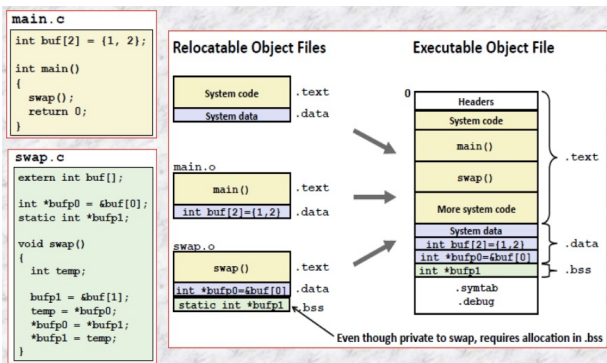 main.c
int buf[2] = {1, 2};
int main()
{
swap();
return 0;
}
swap.c
extern int buf[];
int *bufp0 = &buf[0];
static int *bufp1;
void swap()
{
int temp;
bufp1 = &buf[1];
temp = *bufp0;
*bufp0 = *bufp1;
*bufp1 = temp;
}
Relocatable Object Files
System code .text
System data .data
main.o
main() .text
int buf[2]={1,2} .data
swap.o
swap() .text
int *bufp0=&buf[0] .data
static int *bufp1 .bss
Executable Object File
0
Headers
System code
main()
swap()
More system code
.text
System data
int buf[2]={1,2}
int *bufp0=&buf[0]
.data
int *bufp1 .bss
.symtab
.debug
Even though private to swap, requires allocation in .bss